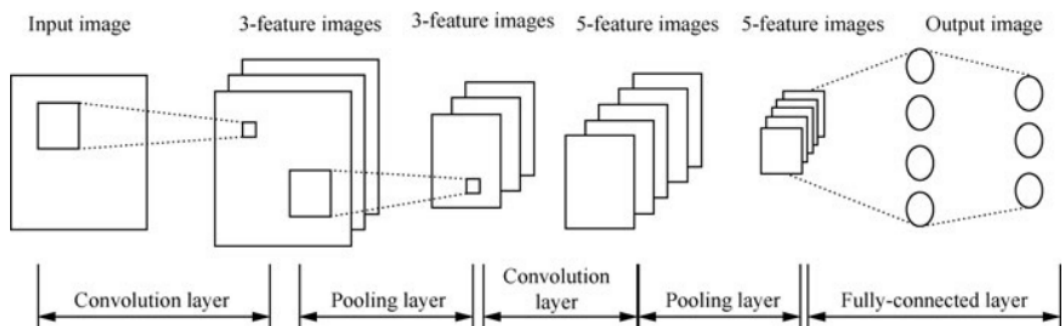 Input image
3-feature images
3-feature images
5-feature images
5-feature images
Output image
Convolution layer
Pooling layer
Convolution
layer
Pooling layer
Fully-connected layer